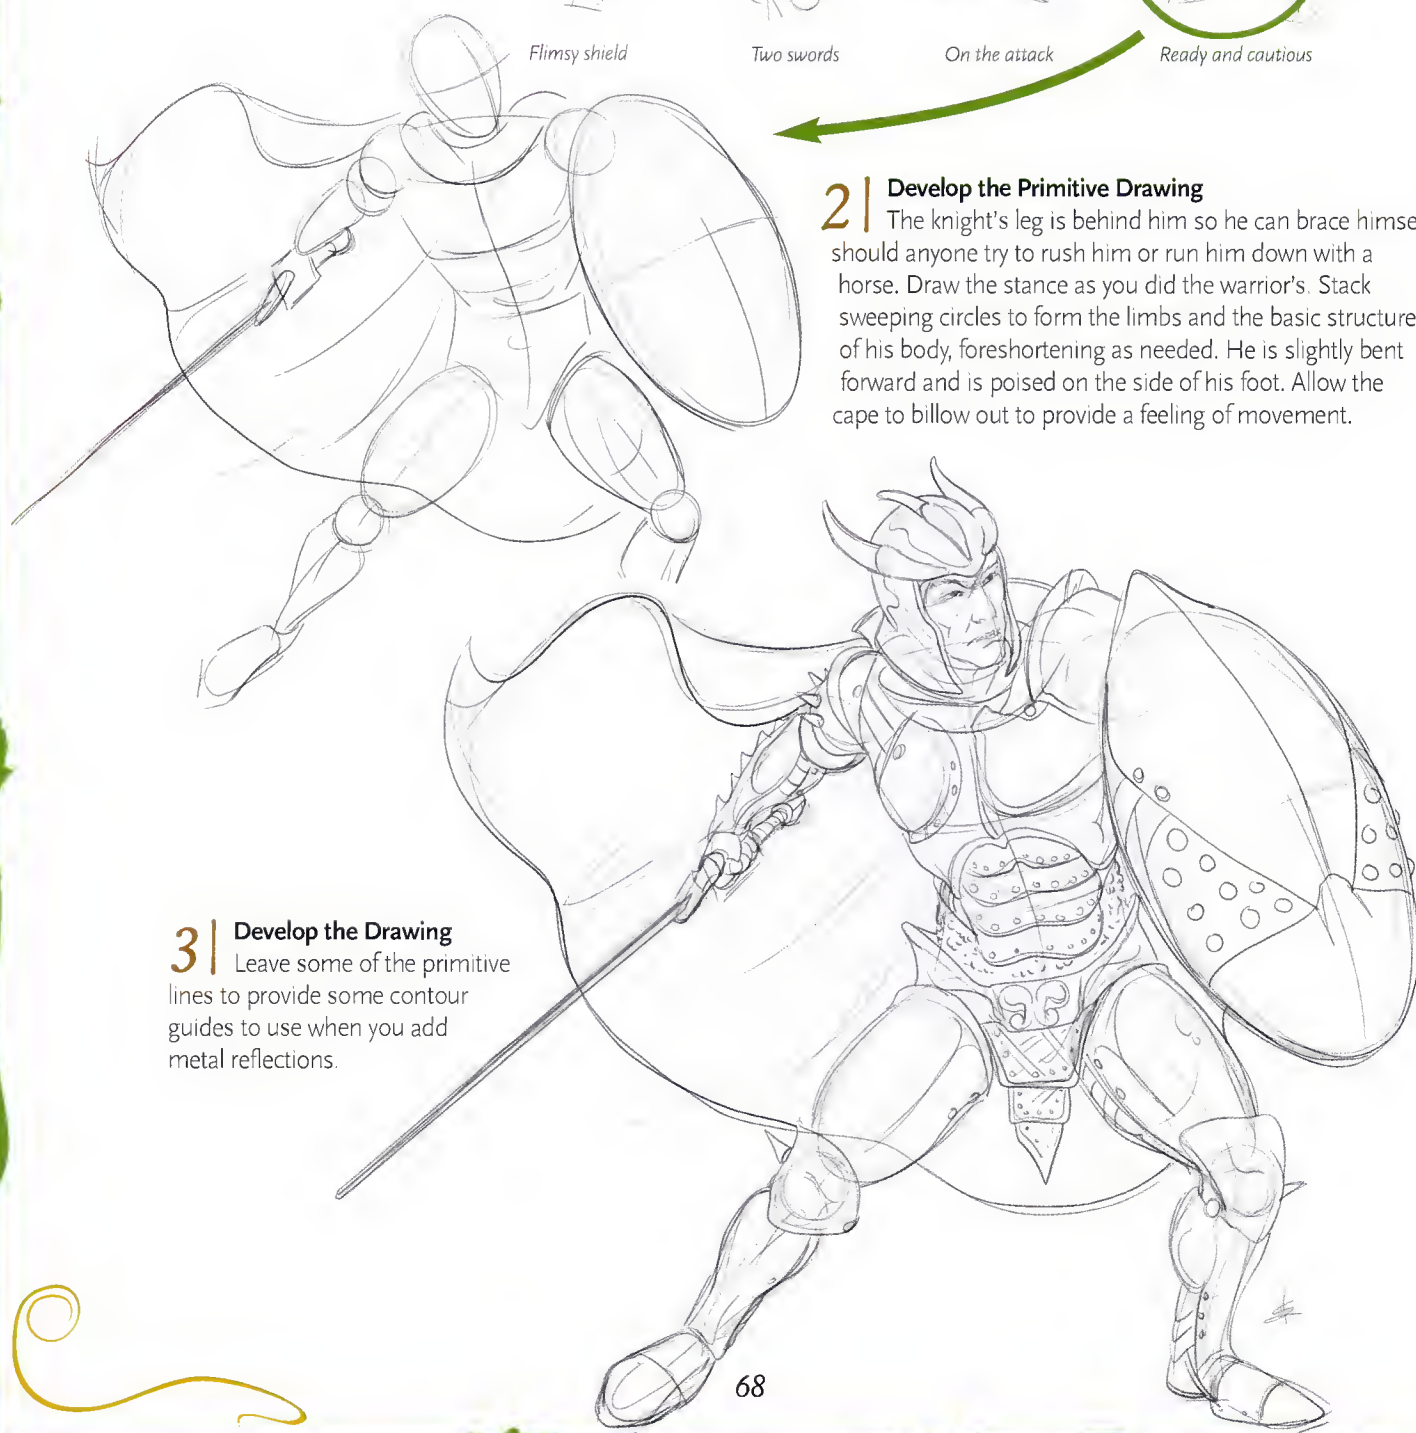 Flimsy shield
Two swords
On the attack
Ready and cautious
2 | Develop the Primitive Drawing
The knight's leg is behind him so he can brace himse
should anyone try to rush him or run him down with a
horse. Draw the stance as you did the warrior's. Stack
sweeping circles to form the limbs and the basic structure
of his body, foreshortening as needed. He is slightly bent
forward and is poised on the side of his foot. Allow the
cape to billow out to provide a feeling of movement.
3 | Develop the Drawing
Leave some of the primitive
lines to provide some contour
guides to use when you add
metal reflections.
68